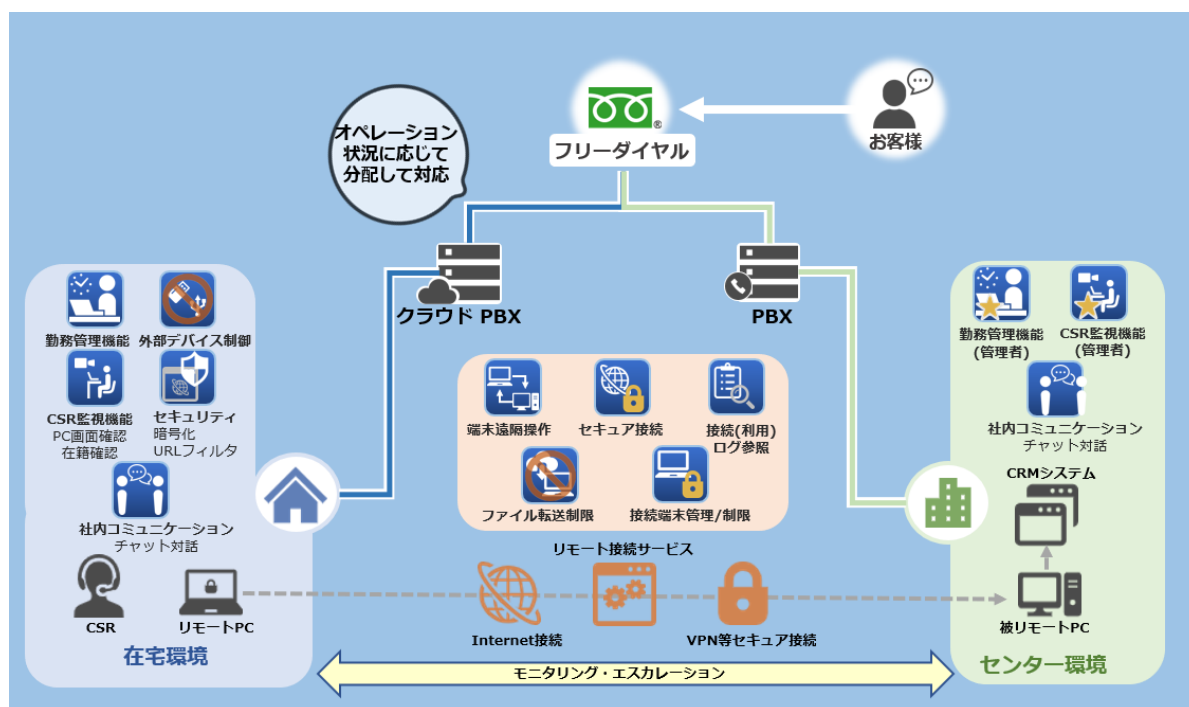 オペレーション
状況に応じて
分配して対応
®
フリーダイヤル
お客様
クラウド PBX
PBX
勤務管理機能
外部デバイス制御
CSR監視機能
PC画面確認
在籍確認
セキュリティ
暗号化
URLフィルタ
社内コミュニケーション
チャット対話
CSR
リモートPC
在宅環境
端末遠隔操作
セキュア接続
接続(利用)
ログ参照
ファイル転送制限
接続端末管理/制限
リモート接続サービス
Internet接続
VPN等セキュア接続
モニタリング・エスカレーション
勤務管理機能
(管理者)
CSR監視機能
(管理者)
社内コミュニケーション
チャット対話
CRMシステム
被リモートPC
センター環境